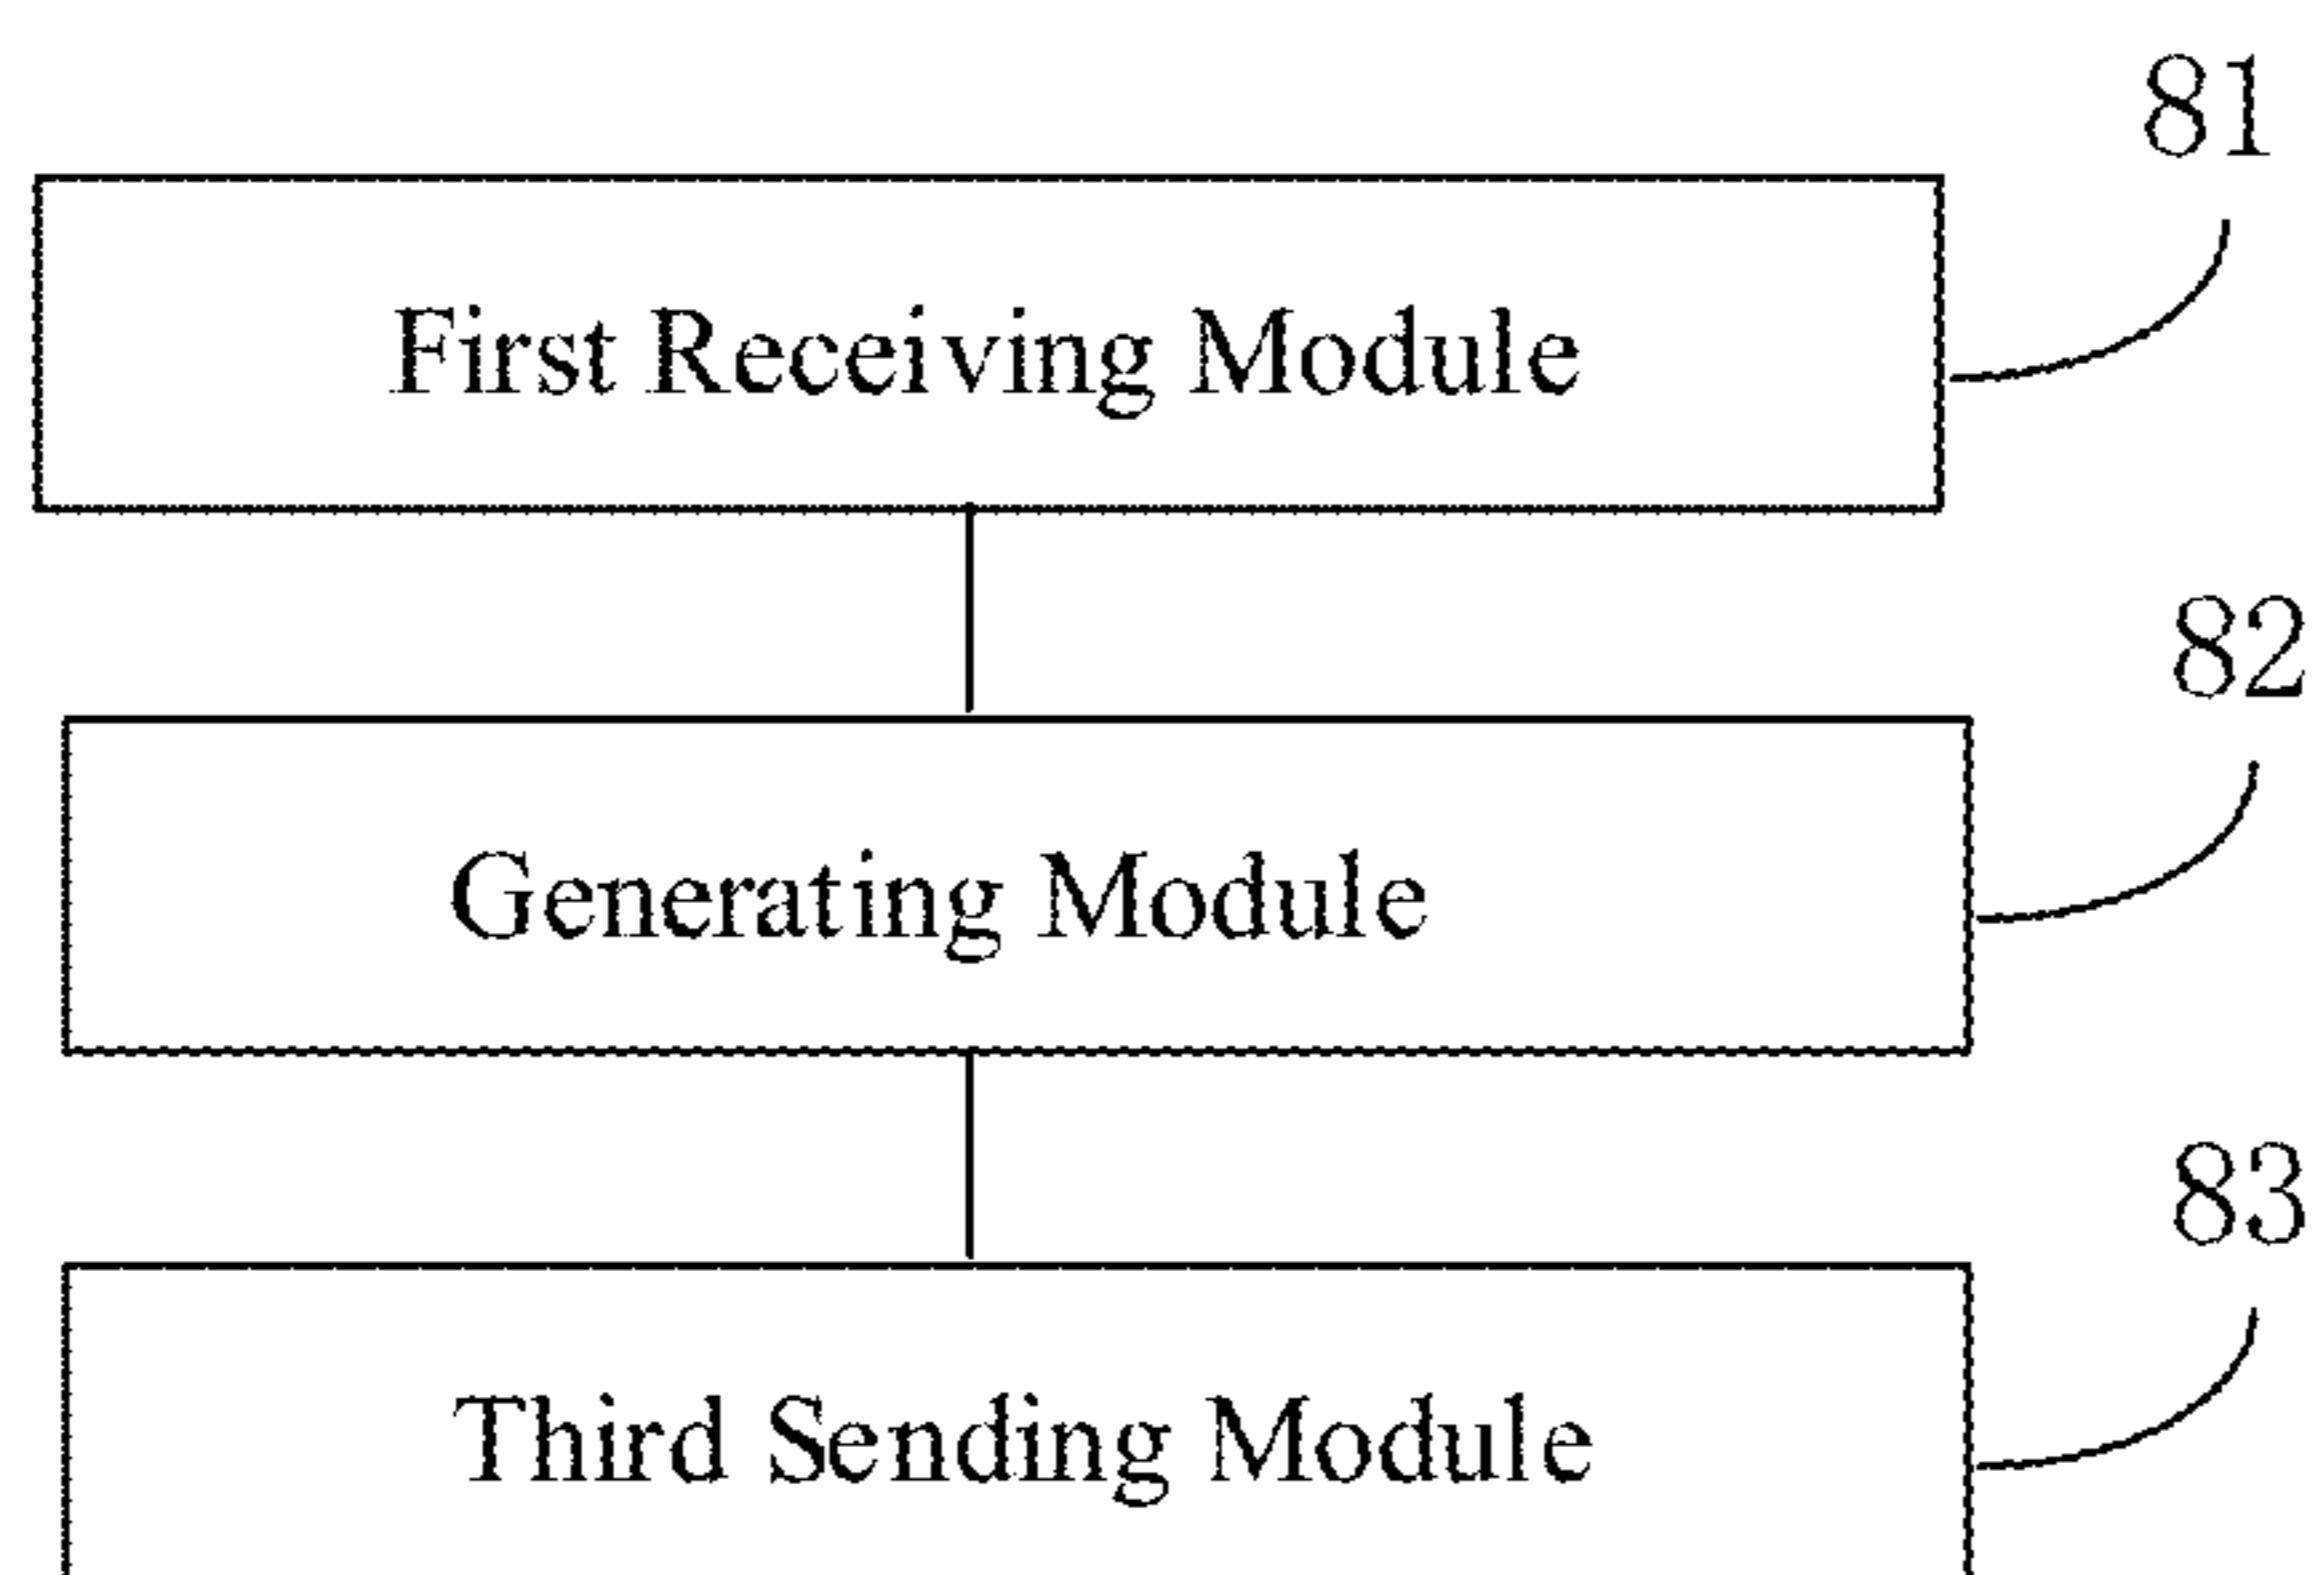 81
First Receiving Module
82
Generating Module
83
Third Sending Module